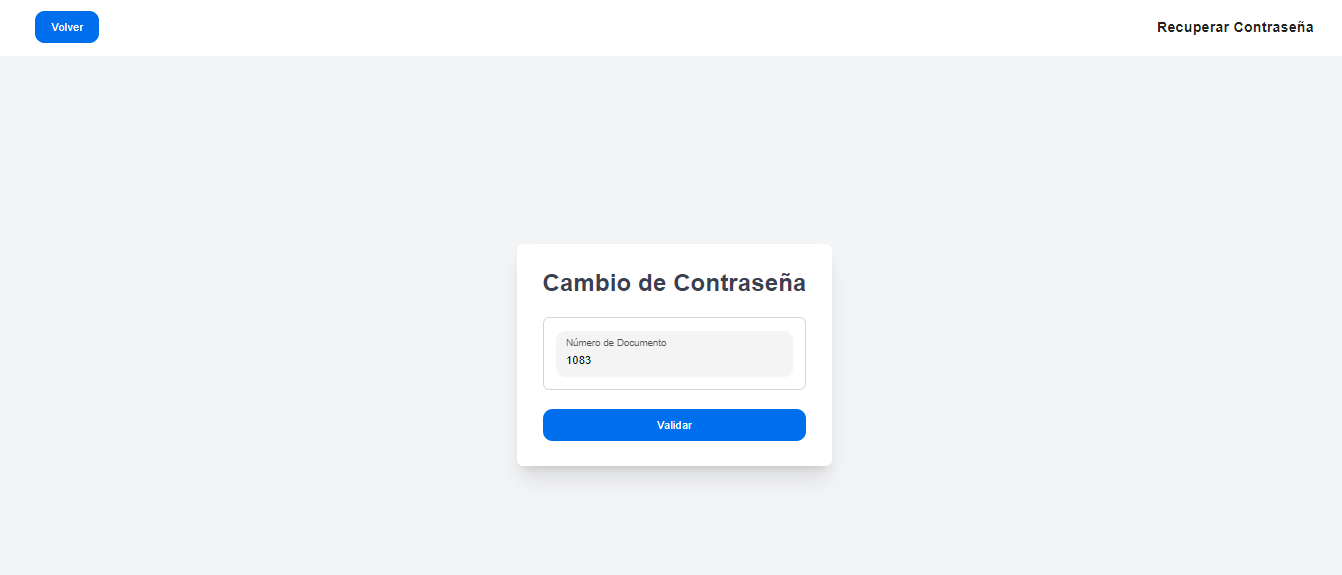 Volver
Recuperar Contraseña
Cambio de Contraseña
Número de Documento
1083
Validar